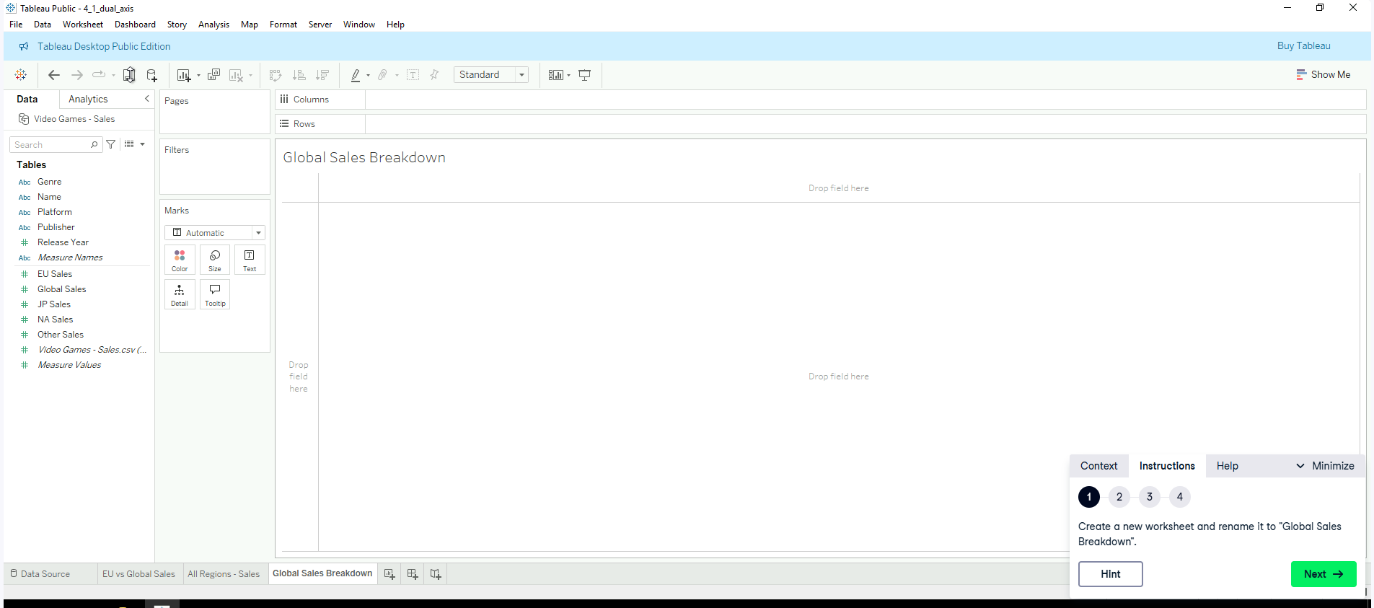 Tableau Public - 4_1_dual_axis
File Data Worksheet Dashboard Story Analysis Map Format Server Window Help
Tableau Desktop Public Edition Buy Tableau
Standard Show Me
Data Analytics
Video Games - Sales
Search
Tables
Abc Genre
Abc Name
Abc Platform
Abc Publisher
# Release Year
Abc Measure Names
# EU Sales
# Global Sales
# JP Sales
# NA Sales
# Other Sales
# Video Games - Sales.csv (...
# Measure Values
Pages
Filters
Marks
Automatic
Color Size Text
Detail Tooltip
Columns
Rows
Global Sales Breakdown
Drop field here
Drop
field
here
Drop field here
Context Instructions Help Minimize
1 2 3 4
Create a new worksheet and rename it to "Global Sales
Breakdown".
Hint Next →
Data Source EU vs Global Sales All Regions - Sales Global Sales Breakdown